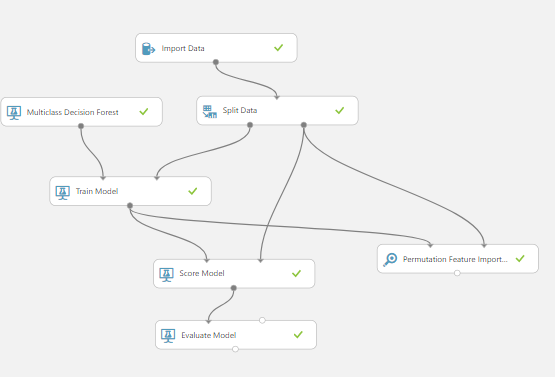 Import Data
Split Data
Multiclass Decision Forest
Train Model
Permutation Feature Import...
Score Model
Evaluate Model